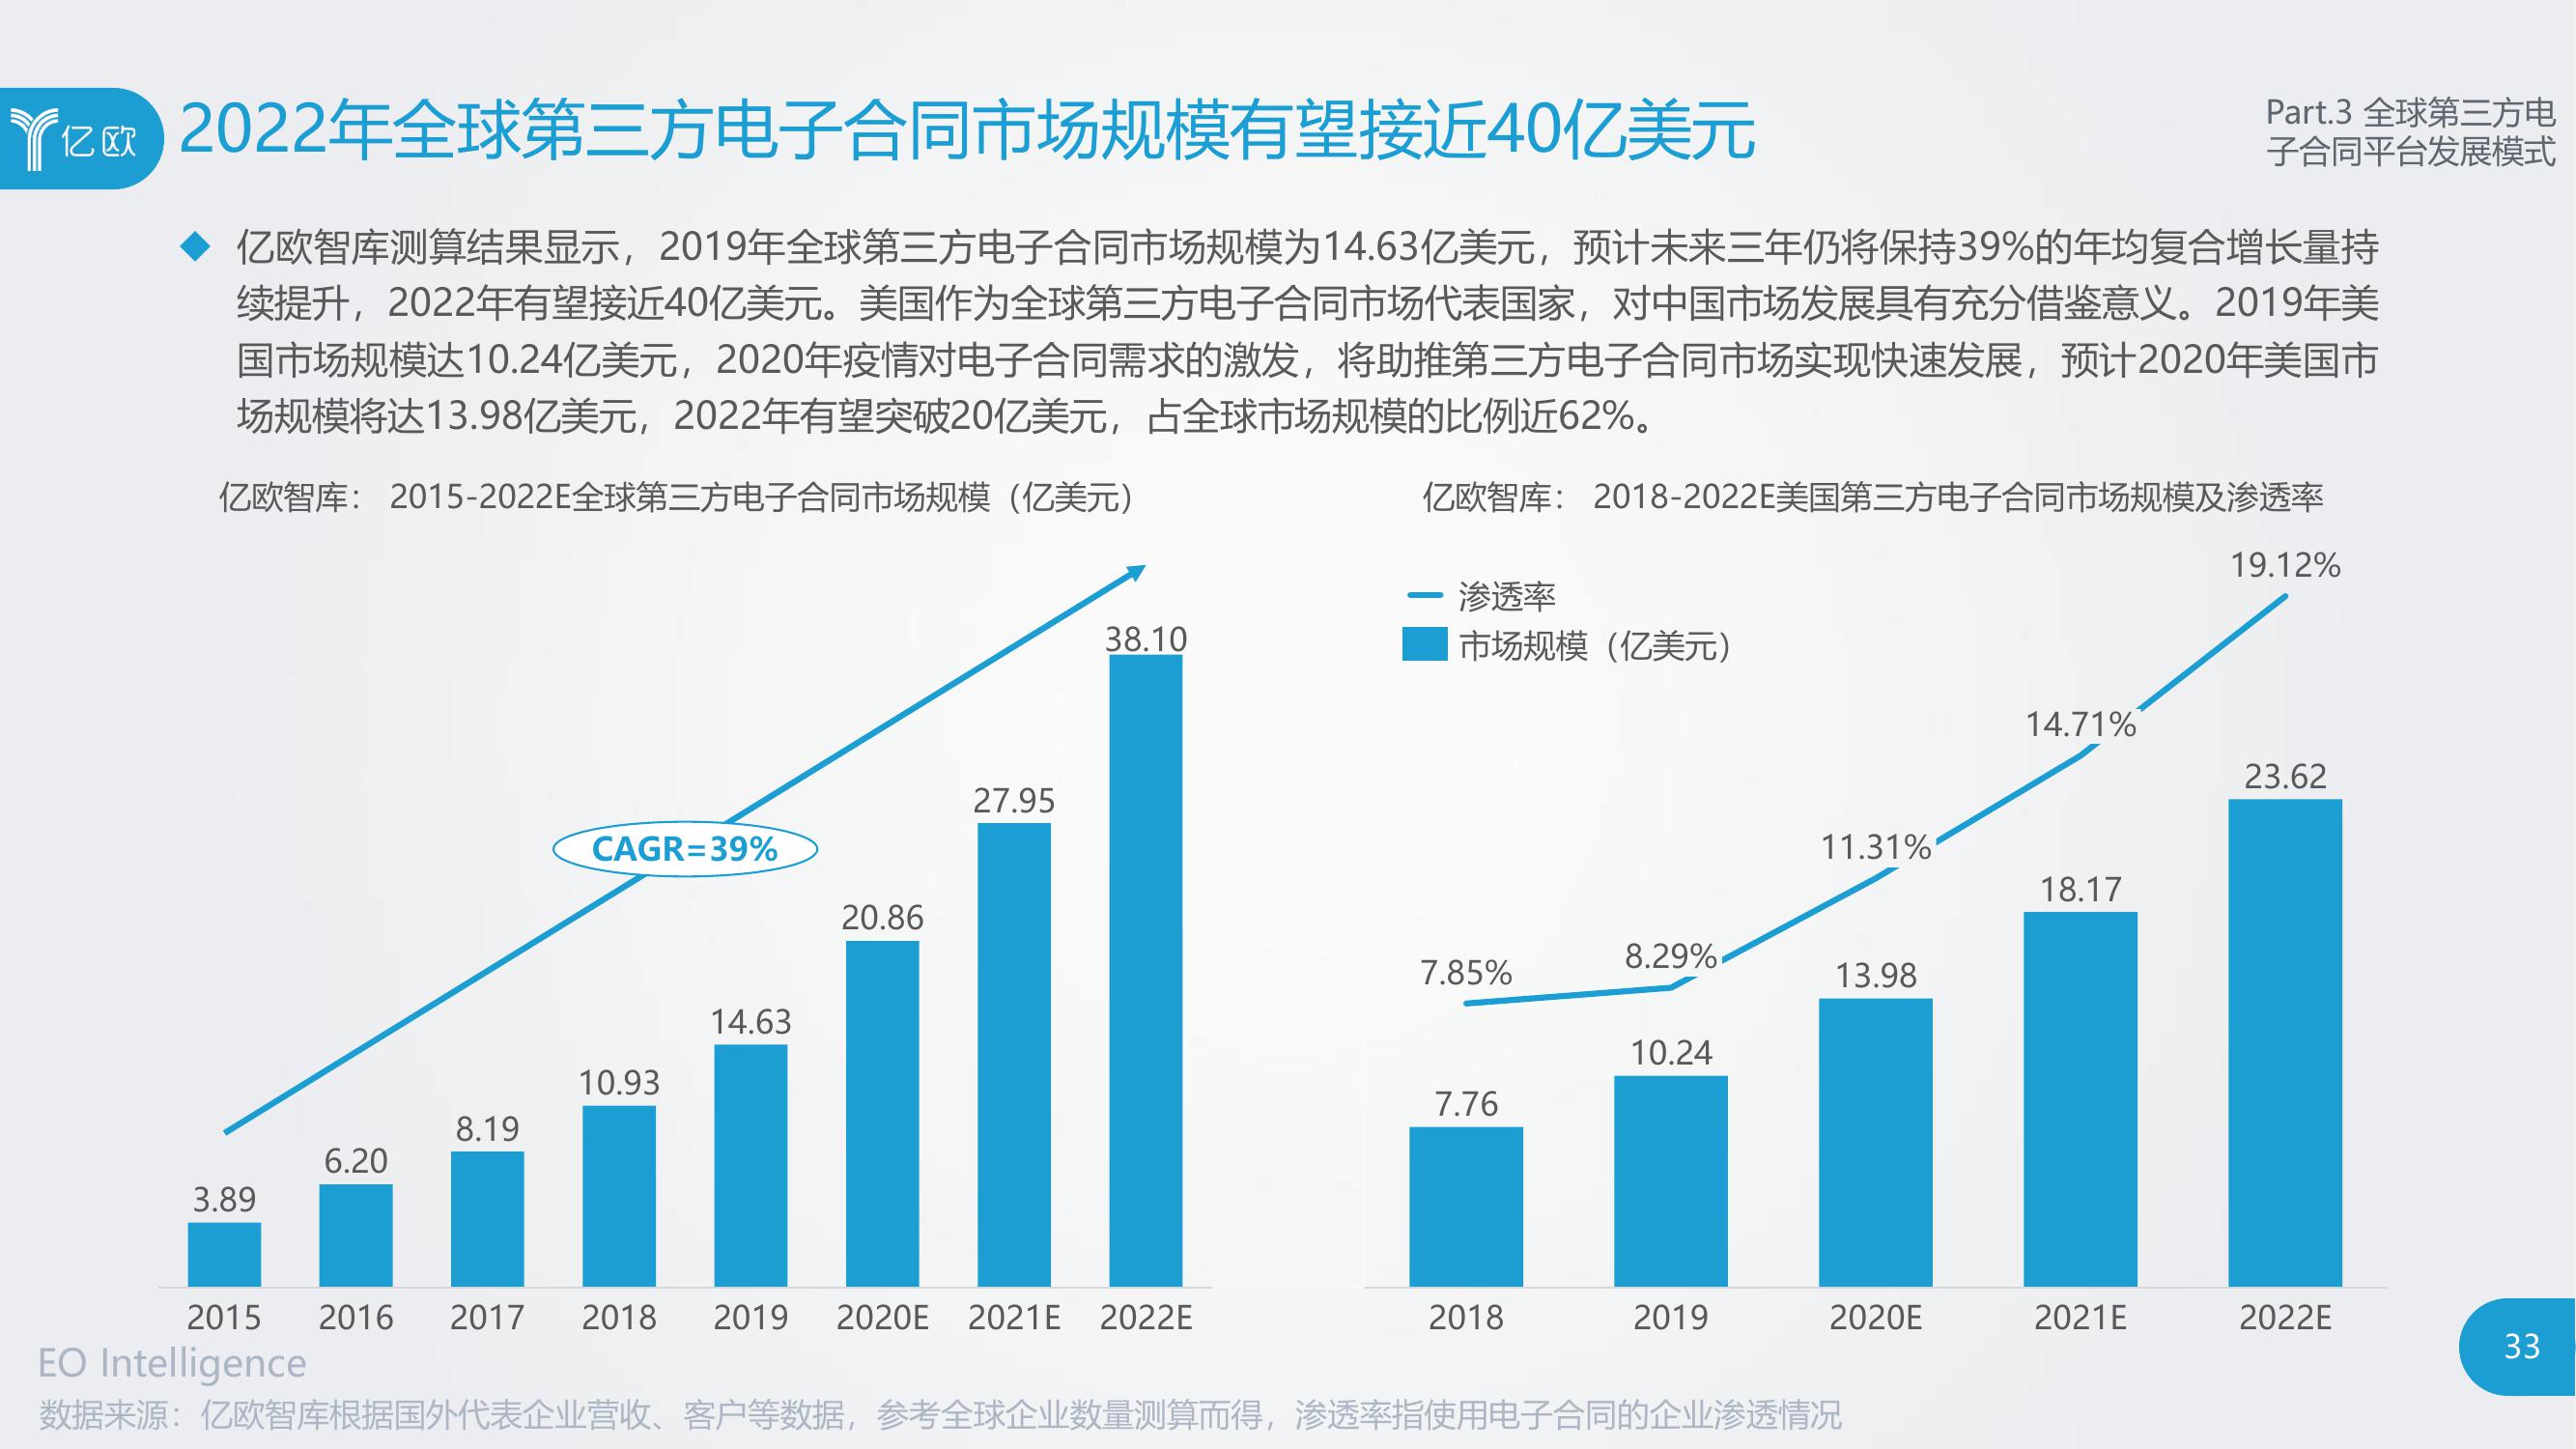 亿欧
2022年全球第三方电子合同市场规模有望接近40亿美元
Part.3 全球第三方电
子合同平台发展模式
亿欧智库测算结果显示，2019年全球第三方电子合同市场规模为14.63亿美元，预计未来三年仍将保持39%的年均复合增长量持
续提升，2022年有望接近40亿美元。美国作为全球第三方电子合同市场代表国家，对中国市场发展具有充分借鉴意义。2019年美
国市场规模达10.24亿美元，2020年疫情对电子合同需求的激发，将助推第三方电子合同市场实现快速发展，预计2020年美国市
场规模将达13.98亿美元，2022年有望突破20亿美元，占全球市场规模的比例近62%。
亿欧智库： 2015-2022E全球第三方电子合同市场规模（亿美元）
CAGR=39%
3.89
6.20
8.19
10.93
14.63
20.86
27.95
38.10
2015
2016
2017
2018
2019
2020E
2021E
2022E
亿欧智库： 2018-2022E美国第三方电子合同市场规模及渗透率
渗透率
市场规模（亿美元）
7.85%
8.29%
11.31%
14.71%
19.12%
7.76
10.24
13.98
18.17
23.62
2018
2019
2020E
2021E
2022E
EO Intelligence
数据来源：亿欧智库根据国外代表企业营收、客户等数据，参考全球企业数量测算而得，渗透率指使用电子合同的企业渗透情况
33